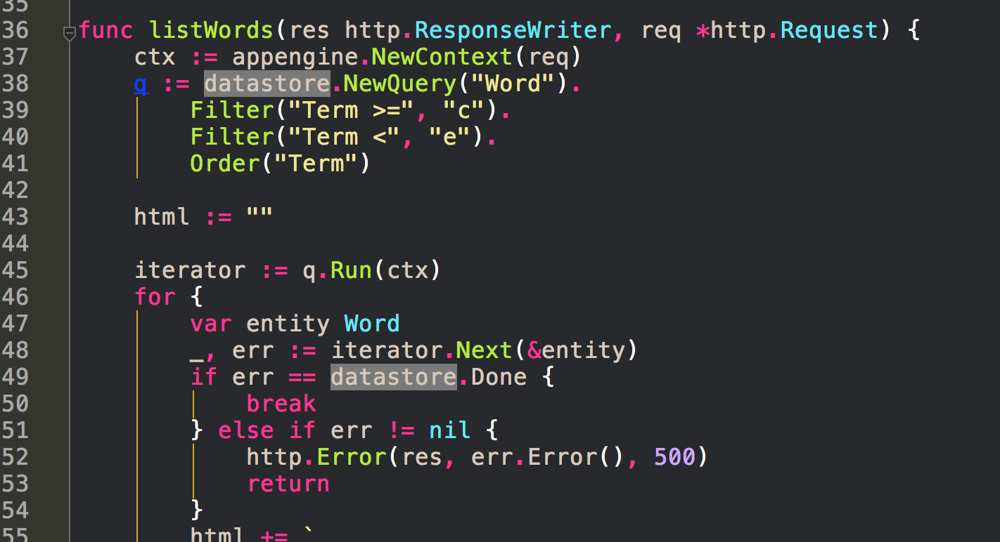 35
36 func listWords(res http.ResponseWriter, req *http.Request) {
37     ctx := appengine.NewContext(req)
38     q := datastore.NewQuery("Word").
39         Filter("Term >=", "c").
40         Filter("Term <", "e").
41         Order("Term")
42
43     html := ""
44
45     iterator := q.Run(ctx)
46     for {
47         var entity Word
48         _, err := iterator.Next(&entity)
49         if err == datastore.Done {
50             break
51         } else if err != nil {
52             http.Error(res, err.Error(), 500)
53             return
54         }
55         html += `